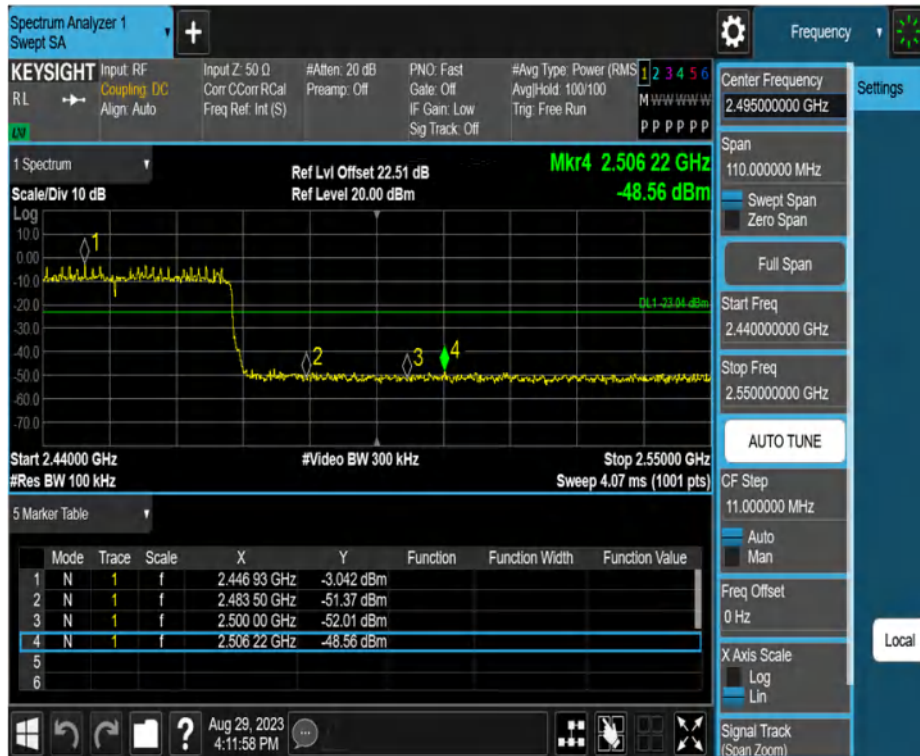 Spectrum Analyzer 1
Swept SA
Frequency
KEYSIGHT
RL
LNI
Input: RF
Coupling: DC
Align: Auto
Input Z: 50 Ω
Corr CCorr RCal
Freq Ref: Int (S)
#Atten: 20 dB
Preamp: Off
PNO: Fast
Gate: Off
IF Gain: Low
Sig Track: Off
#Avg Type: Power (RMS
Avg|Hold: 100/100
Trig: Free Run
1 2 3 4 5 6
M W W W W W
P P P P P P
1 Spectrum
Scale/Div 10 dB
Ref Lvl Offset 22.51 dB
Ref Level 20.00 dBm
Mkr4 2.506 22 GHz
-48.56 dBm
Log
10.0
0.00
-10.0
-20.0
-30.0
-40.0
-50.0
-60.0
-70.0
1
2
3
4
DL1 -23.04 dBm
Start 2.44000 GHz
#Res BW 100 kHz
#Video BW 300 kHz
Stop 2.55000 GHz
Sweep 4.07 ms (1001 pts)
5 Marker Table
Mode Trace Scale X Y Function Function Width Function Value
1 N 1 f 2.446 93 GHz -3.042 dBm
2 N 1 f 2.483 50 GHz -51.37 dBm
3 N 1 f 2.500 00 GHz -52.01 dBm
4 N 1 f 2.506 22 GHz -48.56 dBm
5
6
Aug 29, 2023
4:11:58 PM
Center Frequency
2.495000000 GHz
Span
110.000000 MHz
Swept Span
Zero Span
Full Span
Start Freq
2.440000000 GHz
Stop Freq
2.550000000 GHz
AUTO TUNE
CF Step
11.000000 MHz
Auto
Man
Freq Offset
0 Hz
X Axis Scale
Log
Lin
Signal Track
(Span Zoom)
Settings
Local